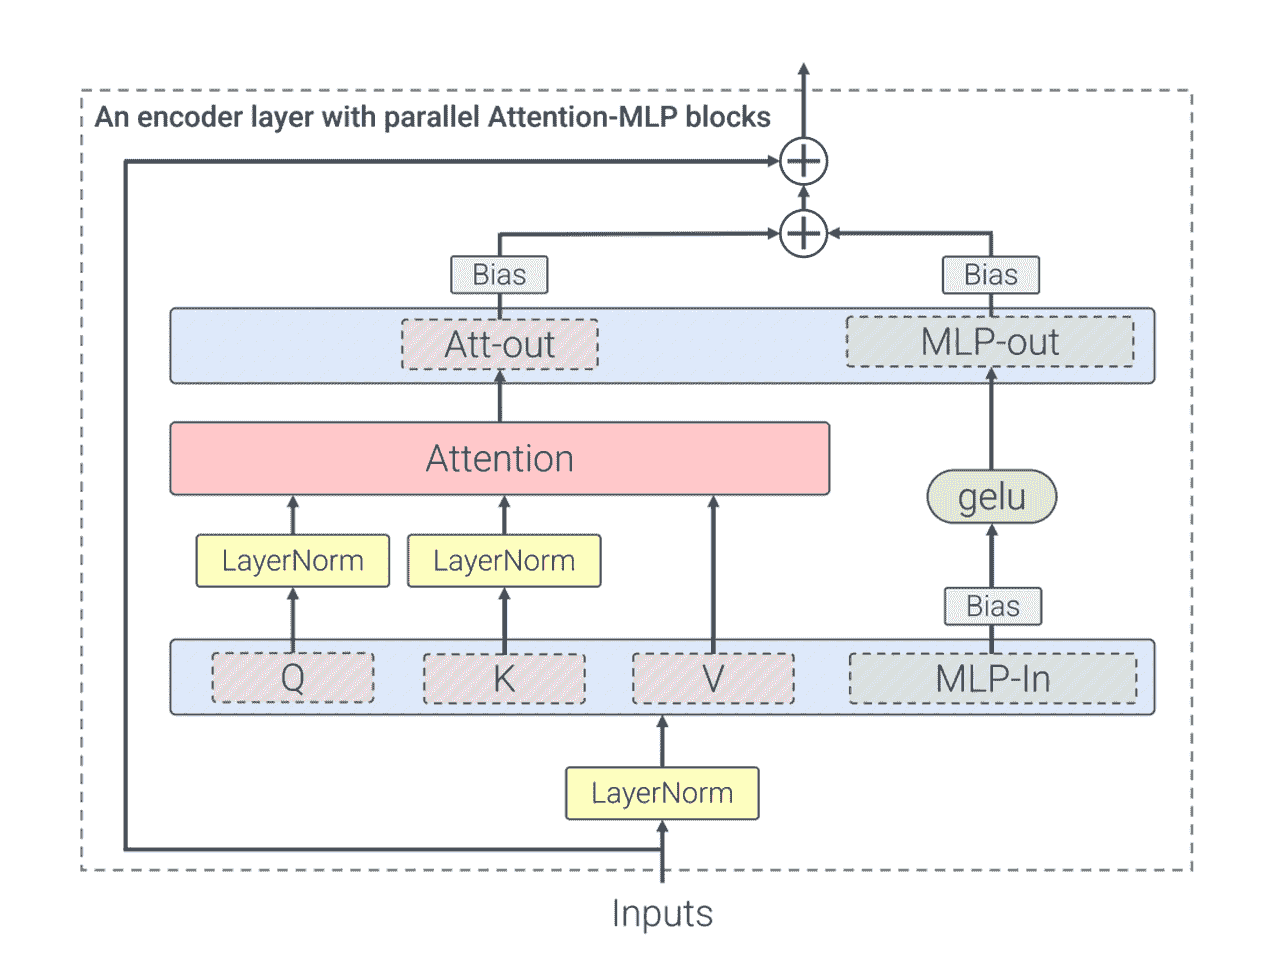 An encoder layer with parallel Attention-MLP blocks
Bias
Bias
Att-out
MLP-out
Attention
gelu
LayerNorm
LayerNorm
Bias
Q
K
V
MLP-In
LayerNorm
Inputs